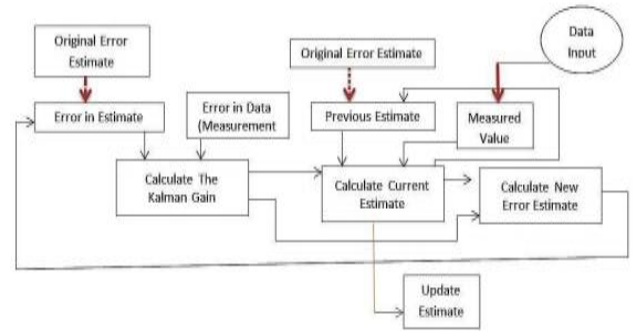 Original Error
Estimate
Original Error Estimate
Data
Input
Error in Estimate
Error in Data
(Measurement
Previous Estimate
Measured
Value
Calculate The
Kalman Gain
Calculate Current
Estimate
Calculate New
Error Estimate
Update
Estimate